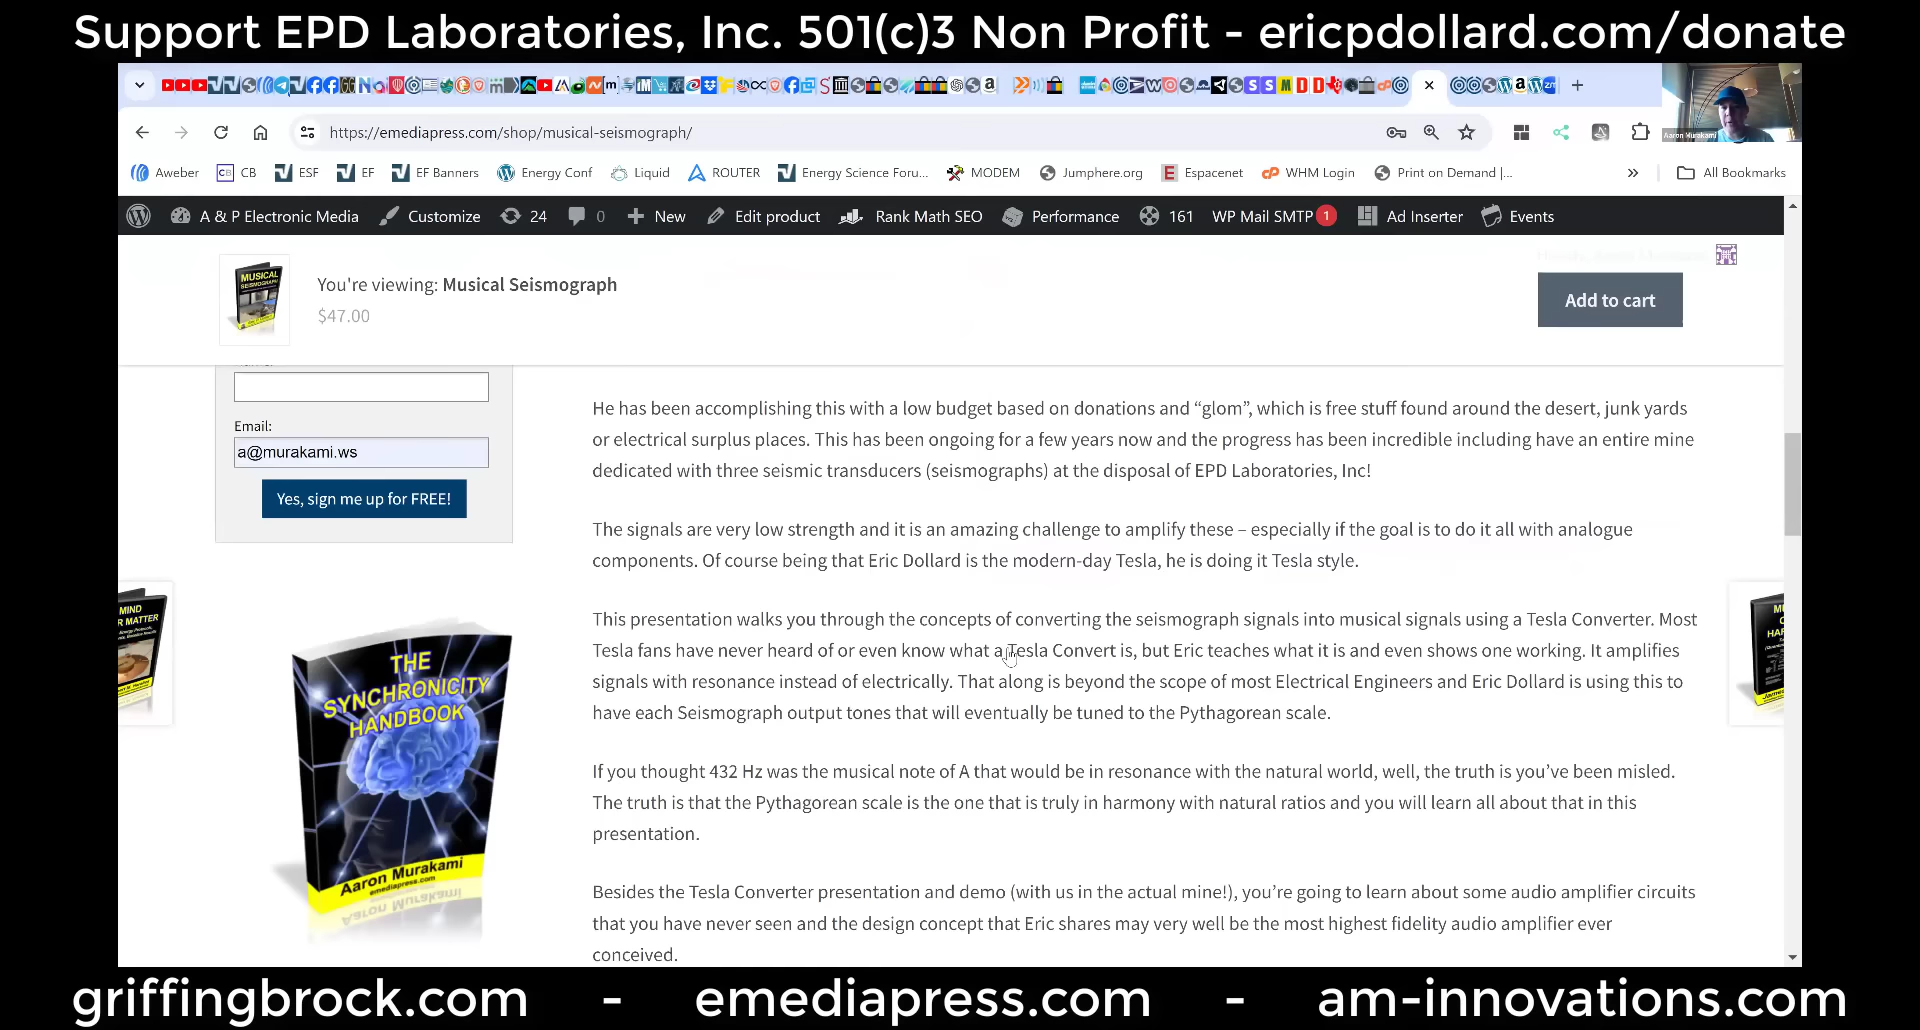 Support EPD Laboratories, Inc. 501(c)3 Non Profit - ericpdollard.com/donate
https://emediapress.com/shop/musical-seismograph/
Aaron Murakami
Aweber CB ESF EF EF Banners Energy Conf Liquid ROUTER Energy Science Foru... MODEM Jumphere.org Espacenet WHM Login Print on Demand |... » All Bookmarks
A & P Electronic Media Customize 24 0 New Edit product Rank Math SEO Performance 161 WP Mail SMTP 1 Ad Inserter Events
MUSICAL
SEISMOGRAPH
You're viewing: Musical Seismograph
$47.00
Add to cart
Email:
a@murakami.ws
Yes, sign me up for FREE!
He has been accomplishing this with a low budget based on donations and “glom”, which is free stuff found around the desert, junk yards
or electrical surplus places. This has been ongoing for a few years now and the progress has been incredible including have an entire mine
dedicated with three seismic transducers (seismographs) at the disposal of EPD Laboratories, Inc!
The signals are very low strength and it is an amazing challenge to amplify these – especially if the goal is to do it all with analogue
components. Of course being that Eric Dollard is the modern-day Tesla, he is doing it Tesla style.
MIND
R MATTER
This presentation walks you through the concepts of converting the seismograph signals into musical signals using a Tesla Converter. Most
Tesla fans have never heard of or even know what a Tesla Convert is, but Eric teaches what it is and even shows one working. It amplifies
signals with resonance instead of electrically. That along is beyond the scope of most Electrical Engineers and Eric Dollard is using this to
have each Seismograph output tones that will eventually be tuned to the Pythagorean scale.
THE
SYNCHRONICITY
HANDBOOK
Aaron Murakami
emediapress.com
If you thought 432 Hz was the musical note of A that would be in resonance with the natural world, well, the truth is you’ve been misled.
The truth is that the Pythagorean scale is the one that is truly in harmony with natural ratios and you will learn all about that in this
presentation.
Besides the Tesla Converter presentation and demo (with us in the actual mine!), you’re going to learn about some audio amplifier circuits
that you have never seen and the design concept that Eric shares may very well be the most highest fidelity audio amplifier ever
conceived.
griffingbrock.com - emediapress.com - am-innovations.com